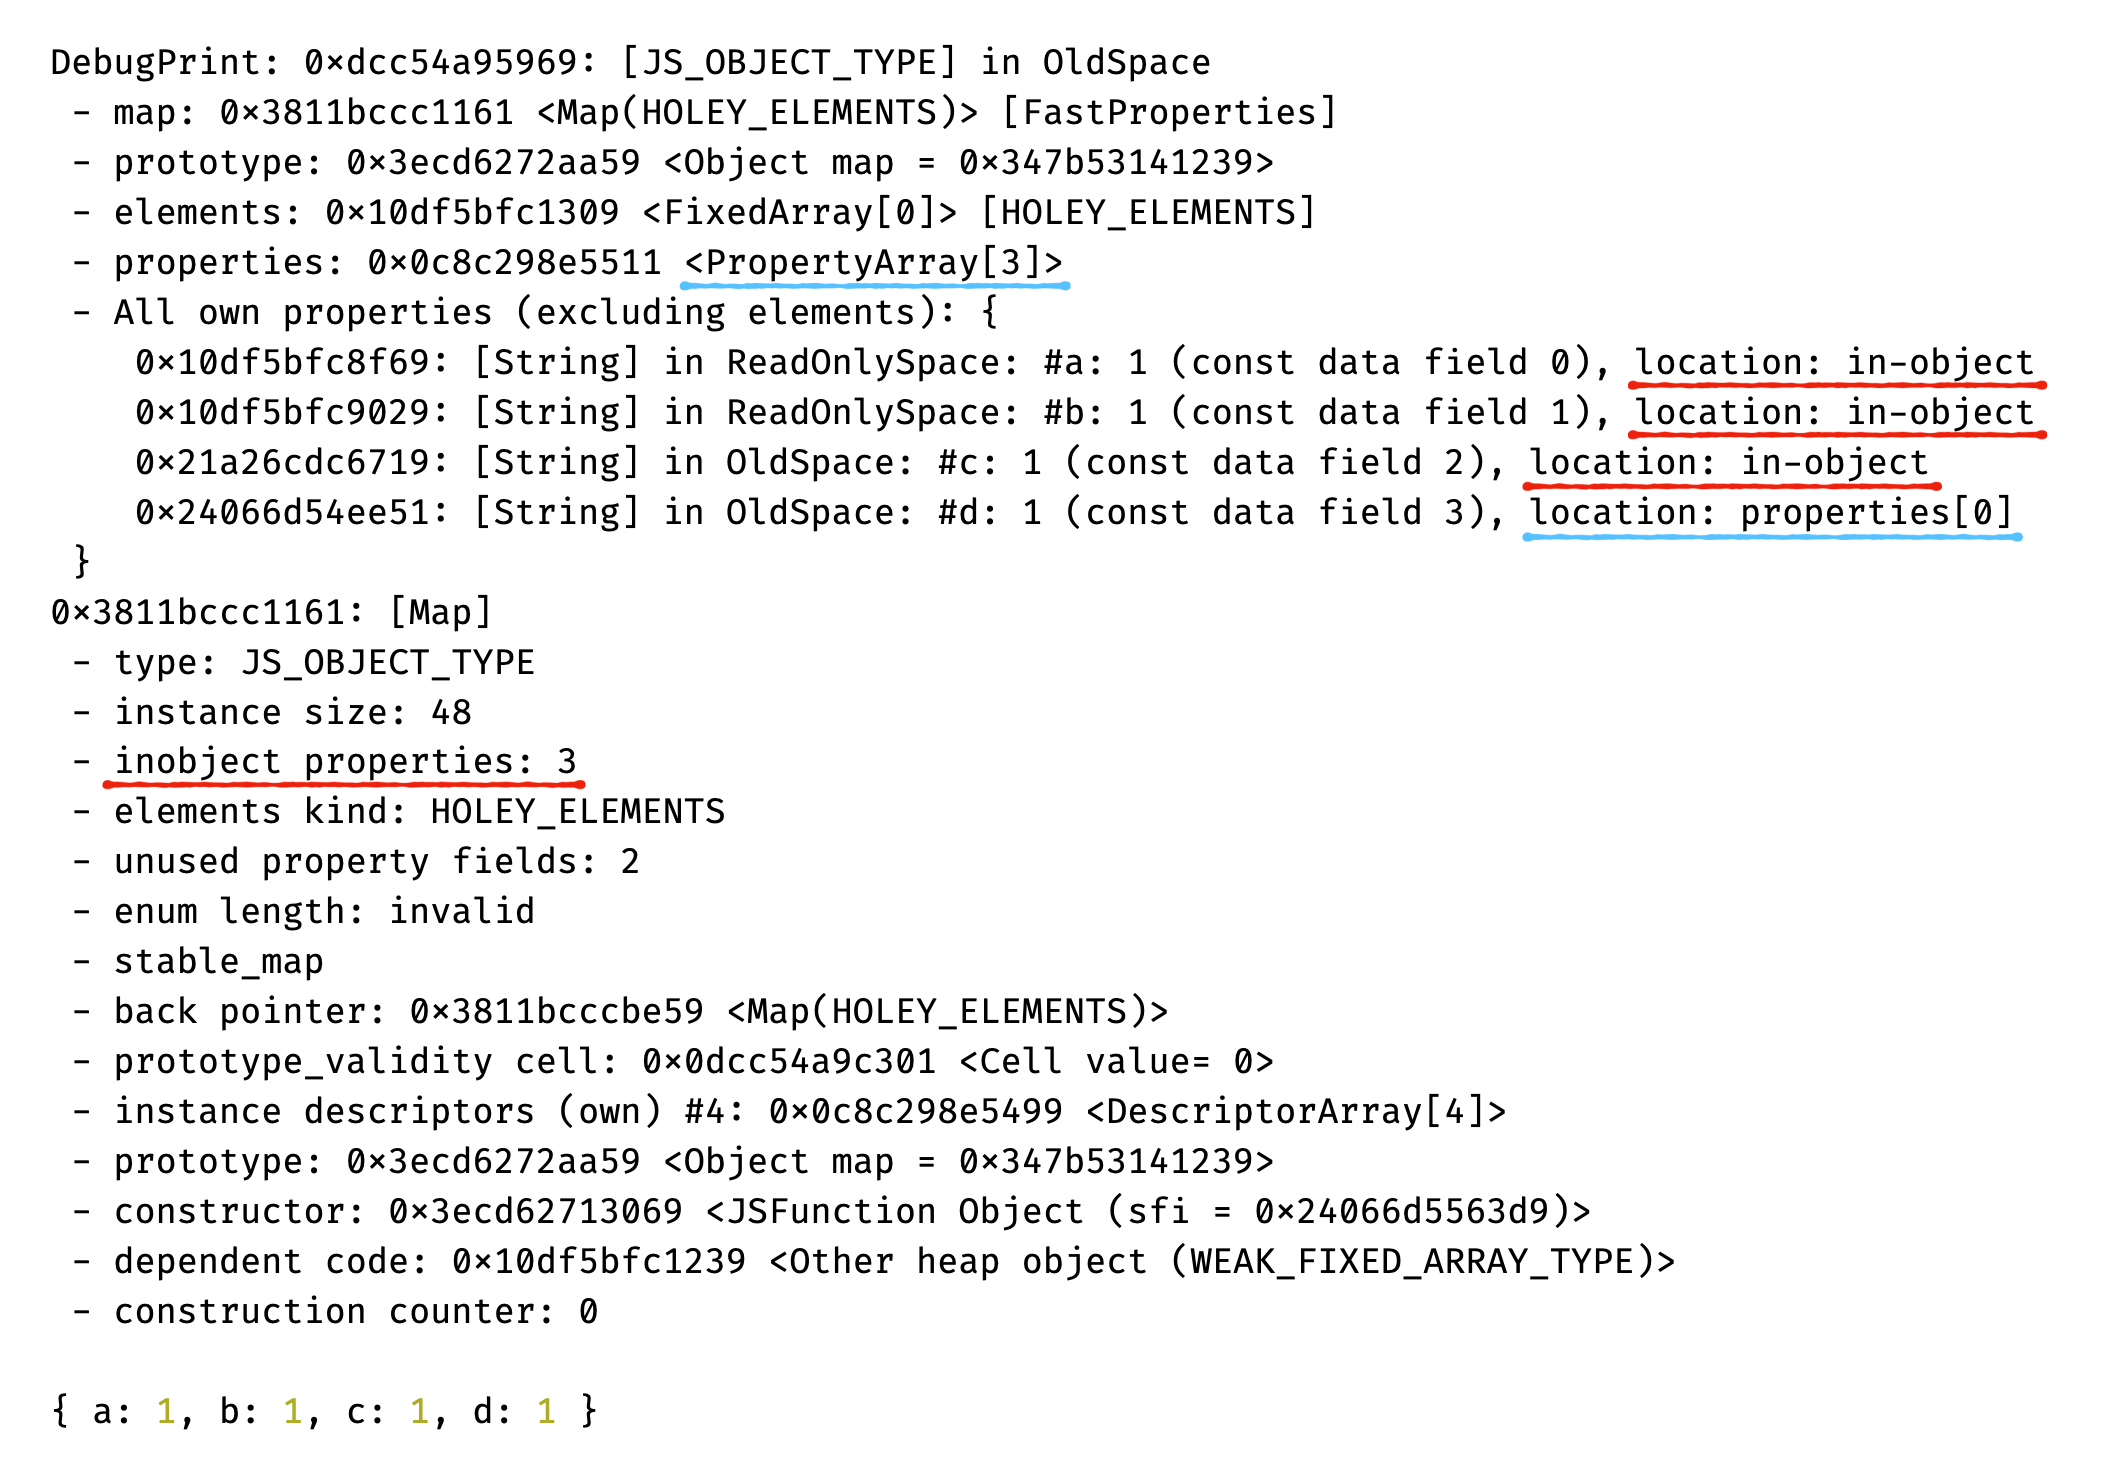 DebugPrint: 0xdcc54a95969: [JS_OBJECT_TYPE] in OldSpace
- map: 0x3811bccc1161 <Map(HOLEY_ELEMENTS)> [FastProperties]
- prototype: 0x3ecd6272aa59 <Object map = 0x347b53141239>
- elements: 0x10df5bfc1309 <FixedArray[0]> [HOLEY_ELEMENTS]
- properties: 0x0c8c298e5511 <PropertyArray[3]>
- All own properties (excluding elements): {
0x10df5bfc8f69: [String] in ReadOnlySpace: #a: 1 (const data field 0), location: in-object
0x10df5bfc9029: [String] in ReadOnlySpace: #b: 1 (const data field 1), location: in-object
0x21a26cdc6719: [String] in OldSpace: #c: 1 (const data field 2), location: in-object
0x24066d54ee51: [String] in OldSpace: #d: 1 (const data field 3), location: properties[0]
}
0x3811bccc1161: [Map]
- type: JS_OBJECT_TYPE
- instance size: 48
- inobject properties: 3
- elements kind: HOLEY_ELEMENTS
- unused property fields: 2
- enum length: invalid
- stable_map
- back pointer: 0x3811bcccbe59 <Map(HOLEY_ELEMENTS)>
- prototype_validity cell: 0x0dcc54a9c301 <Cell value= 0>
- instance descriptors (own) #4: 0x0c8c298e5499 <DescriptorArray[4]>
- prototype: 0x3ecd6272aa59 <Object map = 0x347b53141239>
- constructor: 0x3ecd62713069 <JSFunction Object (sfi = 0x24066d5563d9)>
- dependent code: 0x10df5bfc1239 <Other heap object (WEAK_FIXED_ARRAY_TYPE)>
- construction counter: 0
{ a: 1, b: 1, c: 1, d: 1 }